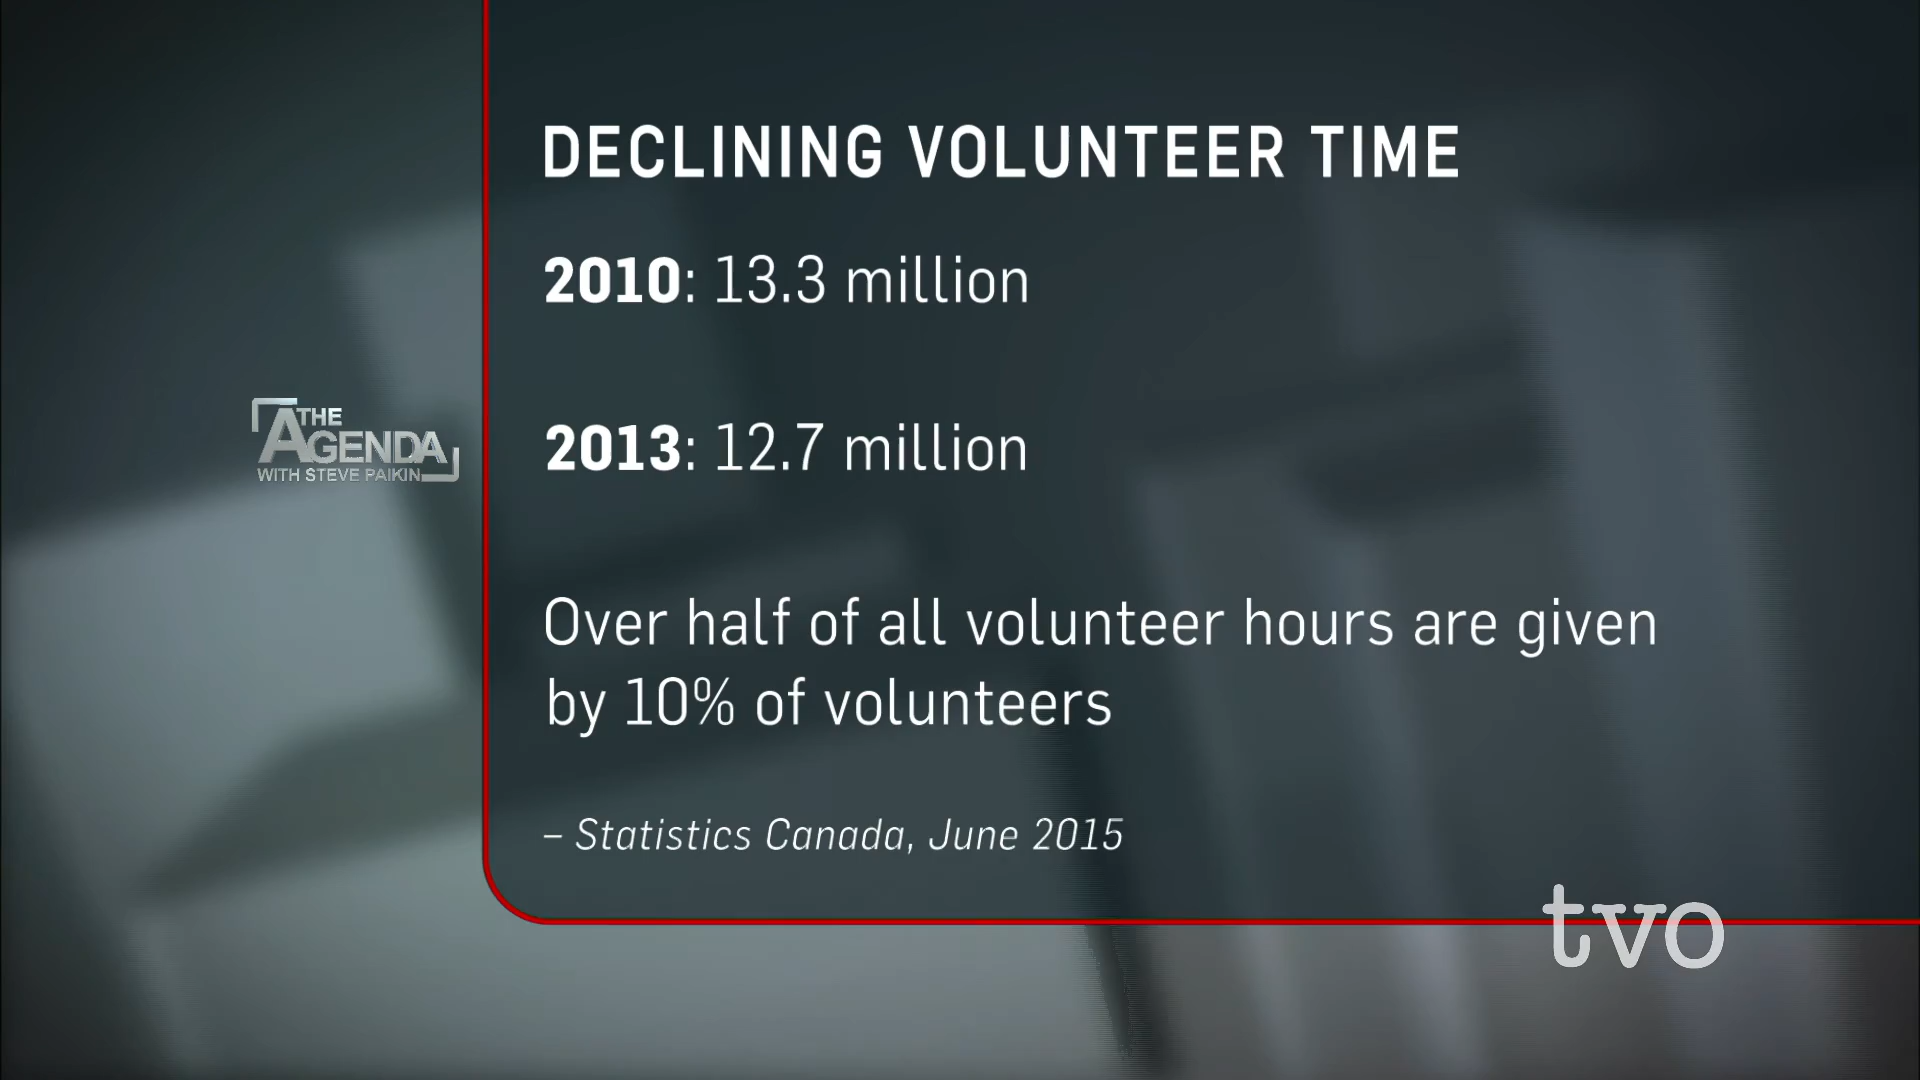 DECLINING VOLUNTEER TIME
2010: 13.3 million
2013: 12.7 million
Over half of all volunteer hours are given
by 10% of volunteers
– Statistics Canada, June 2015
THE
AGENDA
WITH STEVE PAIKIN
tvo